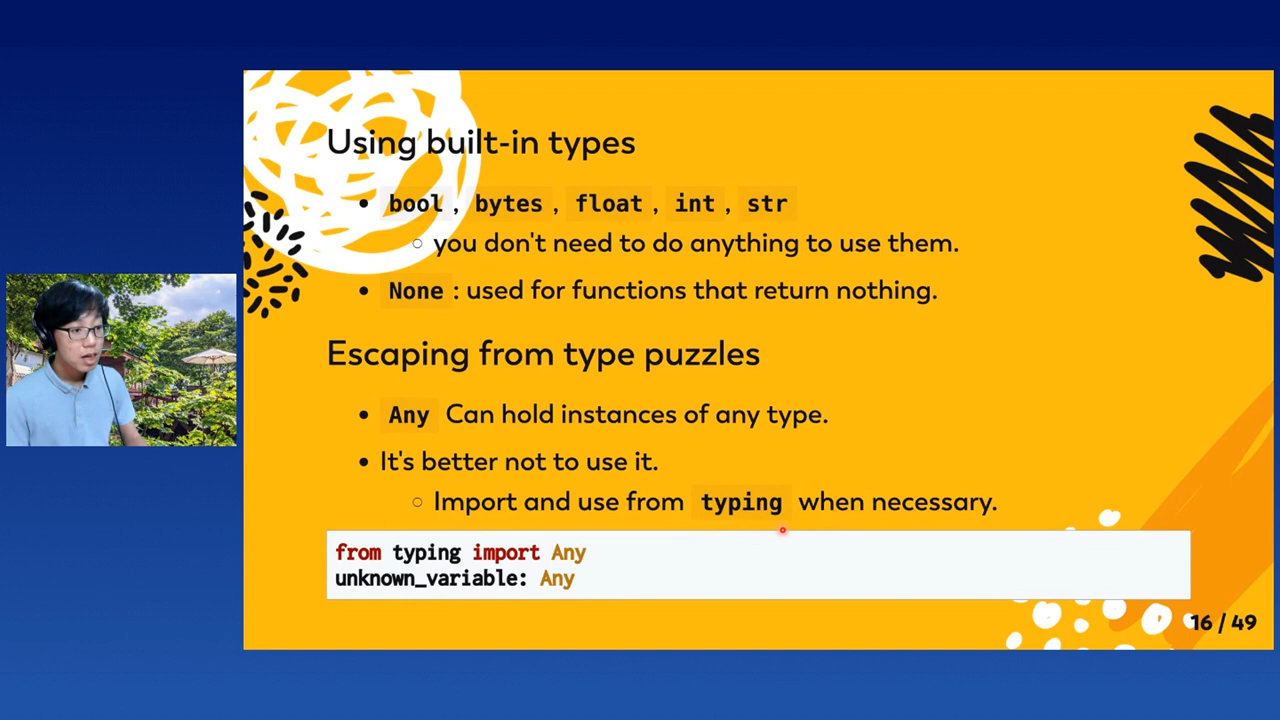 Using built-in types
bool , bytes , float , int , str
you don't need to do anything to use them.
None : used for functions that return nothing.
Escaping from type puzzles
Any Can hold instances of any type.
It's better not to use it.
Import and use from typing when necessary.
from typing import Any
unknown_variable: Any
16 / 49